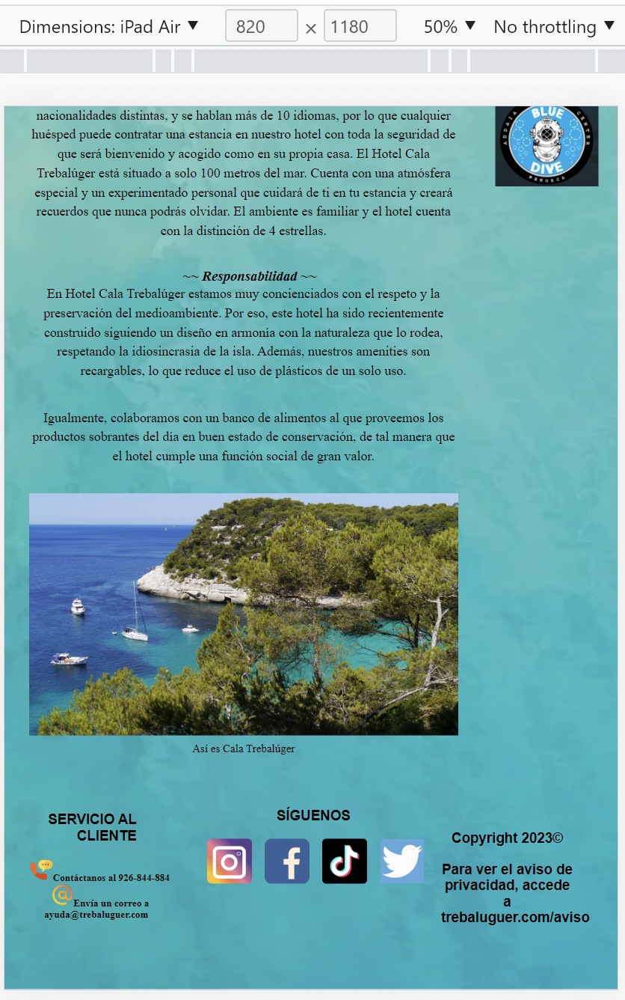 Dimensions: iPad Air ▼ 820 × 1180 50% ▼ No throttling ▼
nacionalidades distintas, y se hablan más de 10 idiomas, por lo que cualquier
huésped puede contratar una estancia en nuestro hotel con toda la seguridad de
que será bienvenido y acogido como en su propia casa. El Hotel Cala
Trebalúger está situado a solo 100 metros del mar. Cuenta con una atmósfera
especial y un experimentado personal que cuidará de ti en tu estancia y creará
recuerdos que nunca podrás olvidar. El ambiente es familiar y el hotel cuenta
con la distinción de 4 estrellas.
BLUE
ADDAIA CENTER
DIVE
MENORCA
~~ Responsabilidad ~~
En Hotel Cala Trebalúger estamos muy concienciados con el respeto y la
preservación del medioambiente. Por eso, este hotel ha sido recientemente
construido siguiendo un diseño en armonía con la naturaleza que lo rodea,
respetando la idiosincrasia de la isla. Además, nuestros amenities son
recargables, lo que reduce el uso de plásticos de un solo uso.
Igualmente, colaboramos con un banco de alimentos al que proveemos los
productos sobrantes del día en buen estado de conservación, de tal manera que
el hotel cumple una función social de gran valor.
Así es Cala Trebalúger
SERVICIO AL
CLIENTE
Contáctanos al 926-844-884
@ Envía un correo a
ayuda@trebaluguer.com
SÍGUENOS
Copyright 2023©
Para ver el aviso de
privacidad, accede
a
trebaluguer.com/aviso